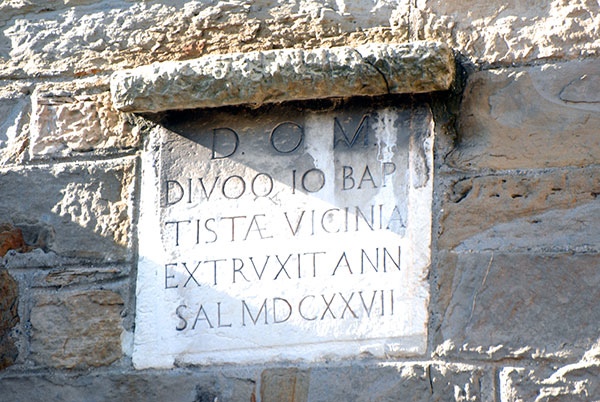 D. O. M.
DIVOQ, IO BAP
TISTÆ VICINIA
EXTRVXIT ANN
SAL MDCXXVII